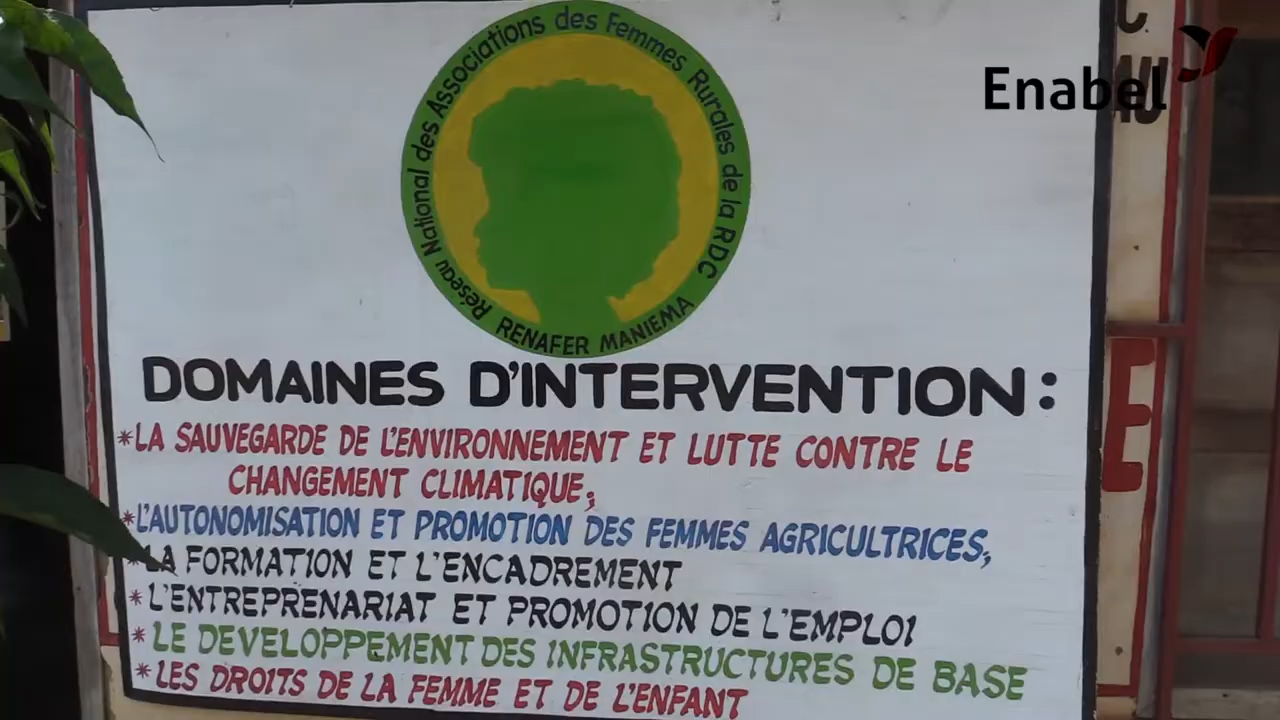 Réseau National des Associations des Femmes Rurales de la RDC
RENAFER MANIEMA
Enabel
DOMAINES D'INTERVENTION :
*LA SAUVEGARDE DE L'ENVIRONNEMENT ET LUTTE CONTRE LE
CHANGEMENT CLIMATIQUE;
*L'AUTONOMISATION ET PROMOTION DES FEMMES AGRICULTRICES;
LA FORMATION ET L'ENCADREMENT
*L'ENTREPRENARIAT ET PROMOTION DE L'EMPLOI
*LE DEVELOPPEMENT DES INFRASTRUCTURES DE BASE
*LES DROITS DE LA FEMME ET DE L'ENFANT
C.
AU
E